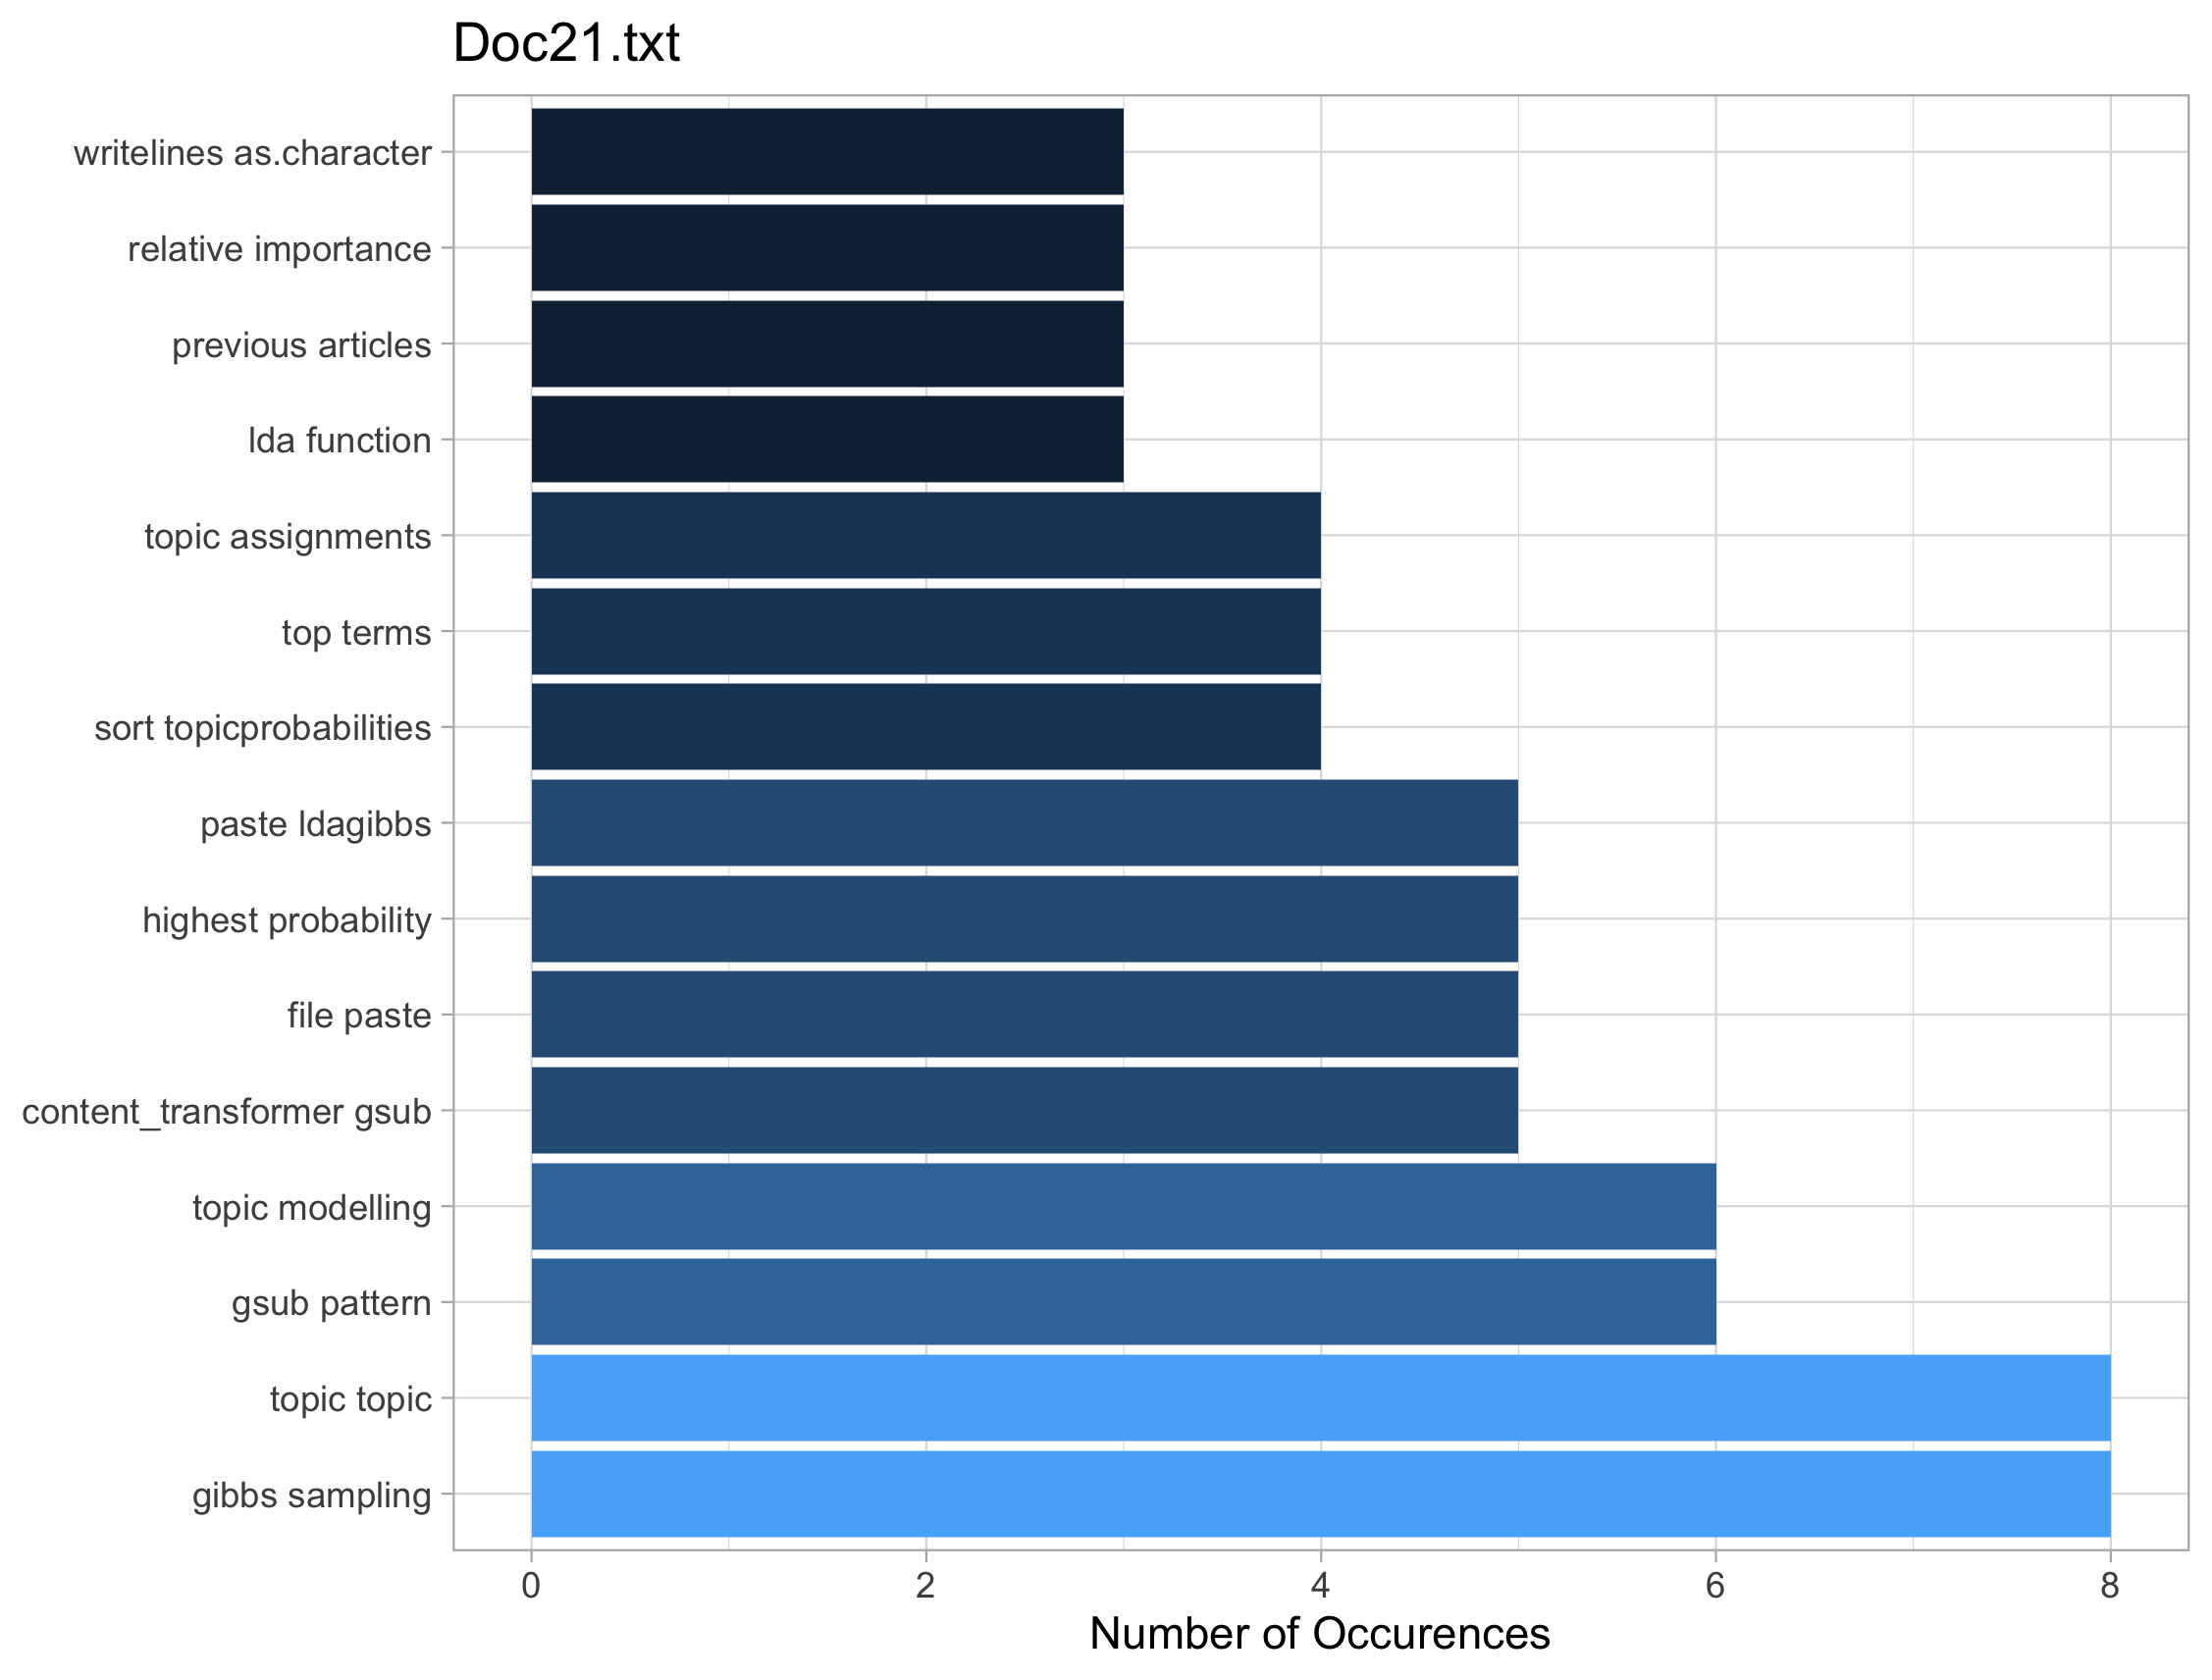 Doc21.txt
writelines as.character
relative importance
previous articles
lda function
topic assignments
top terms
sort topicprobabilities
paste ldagibbs
highest probability
file paste
content_transformer gsub
topic modelling
gsub pattern
topic topic
gibbs sampling
0 2 4 6 8
Number of Occurences